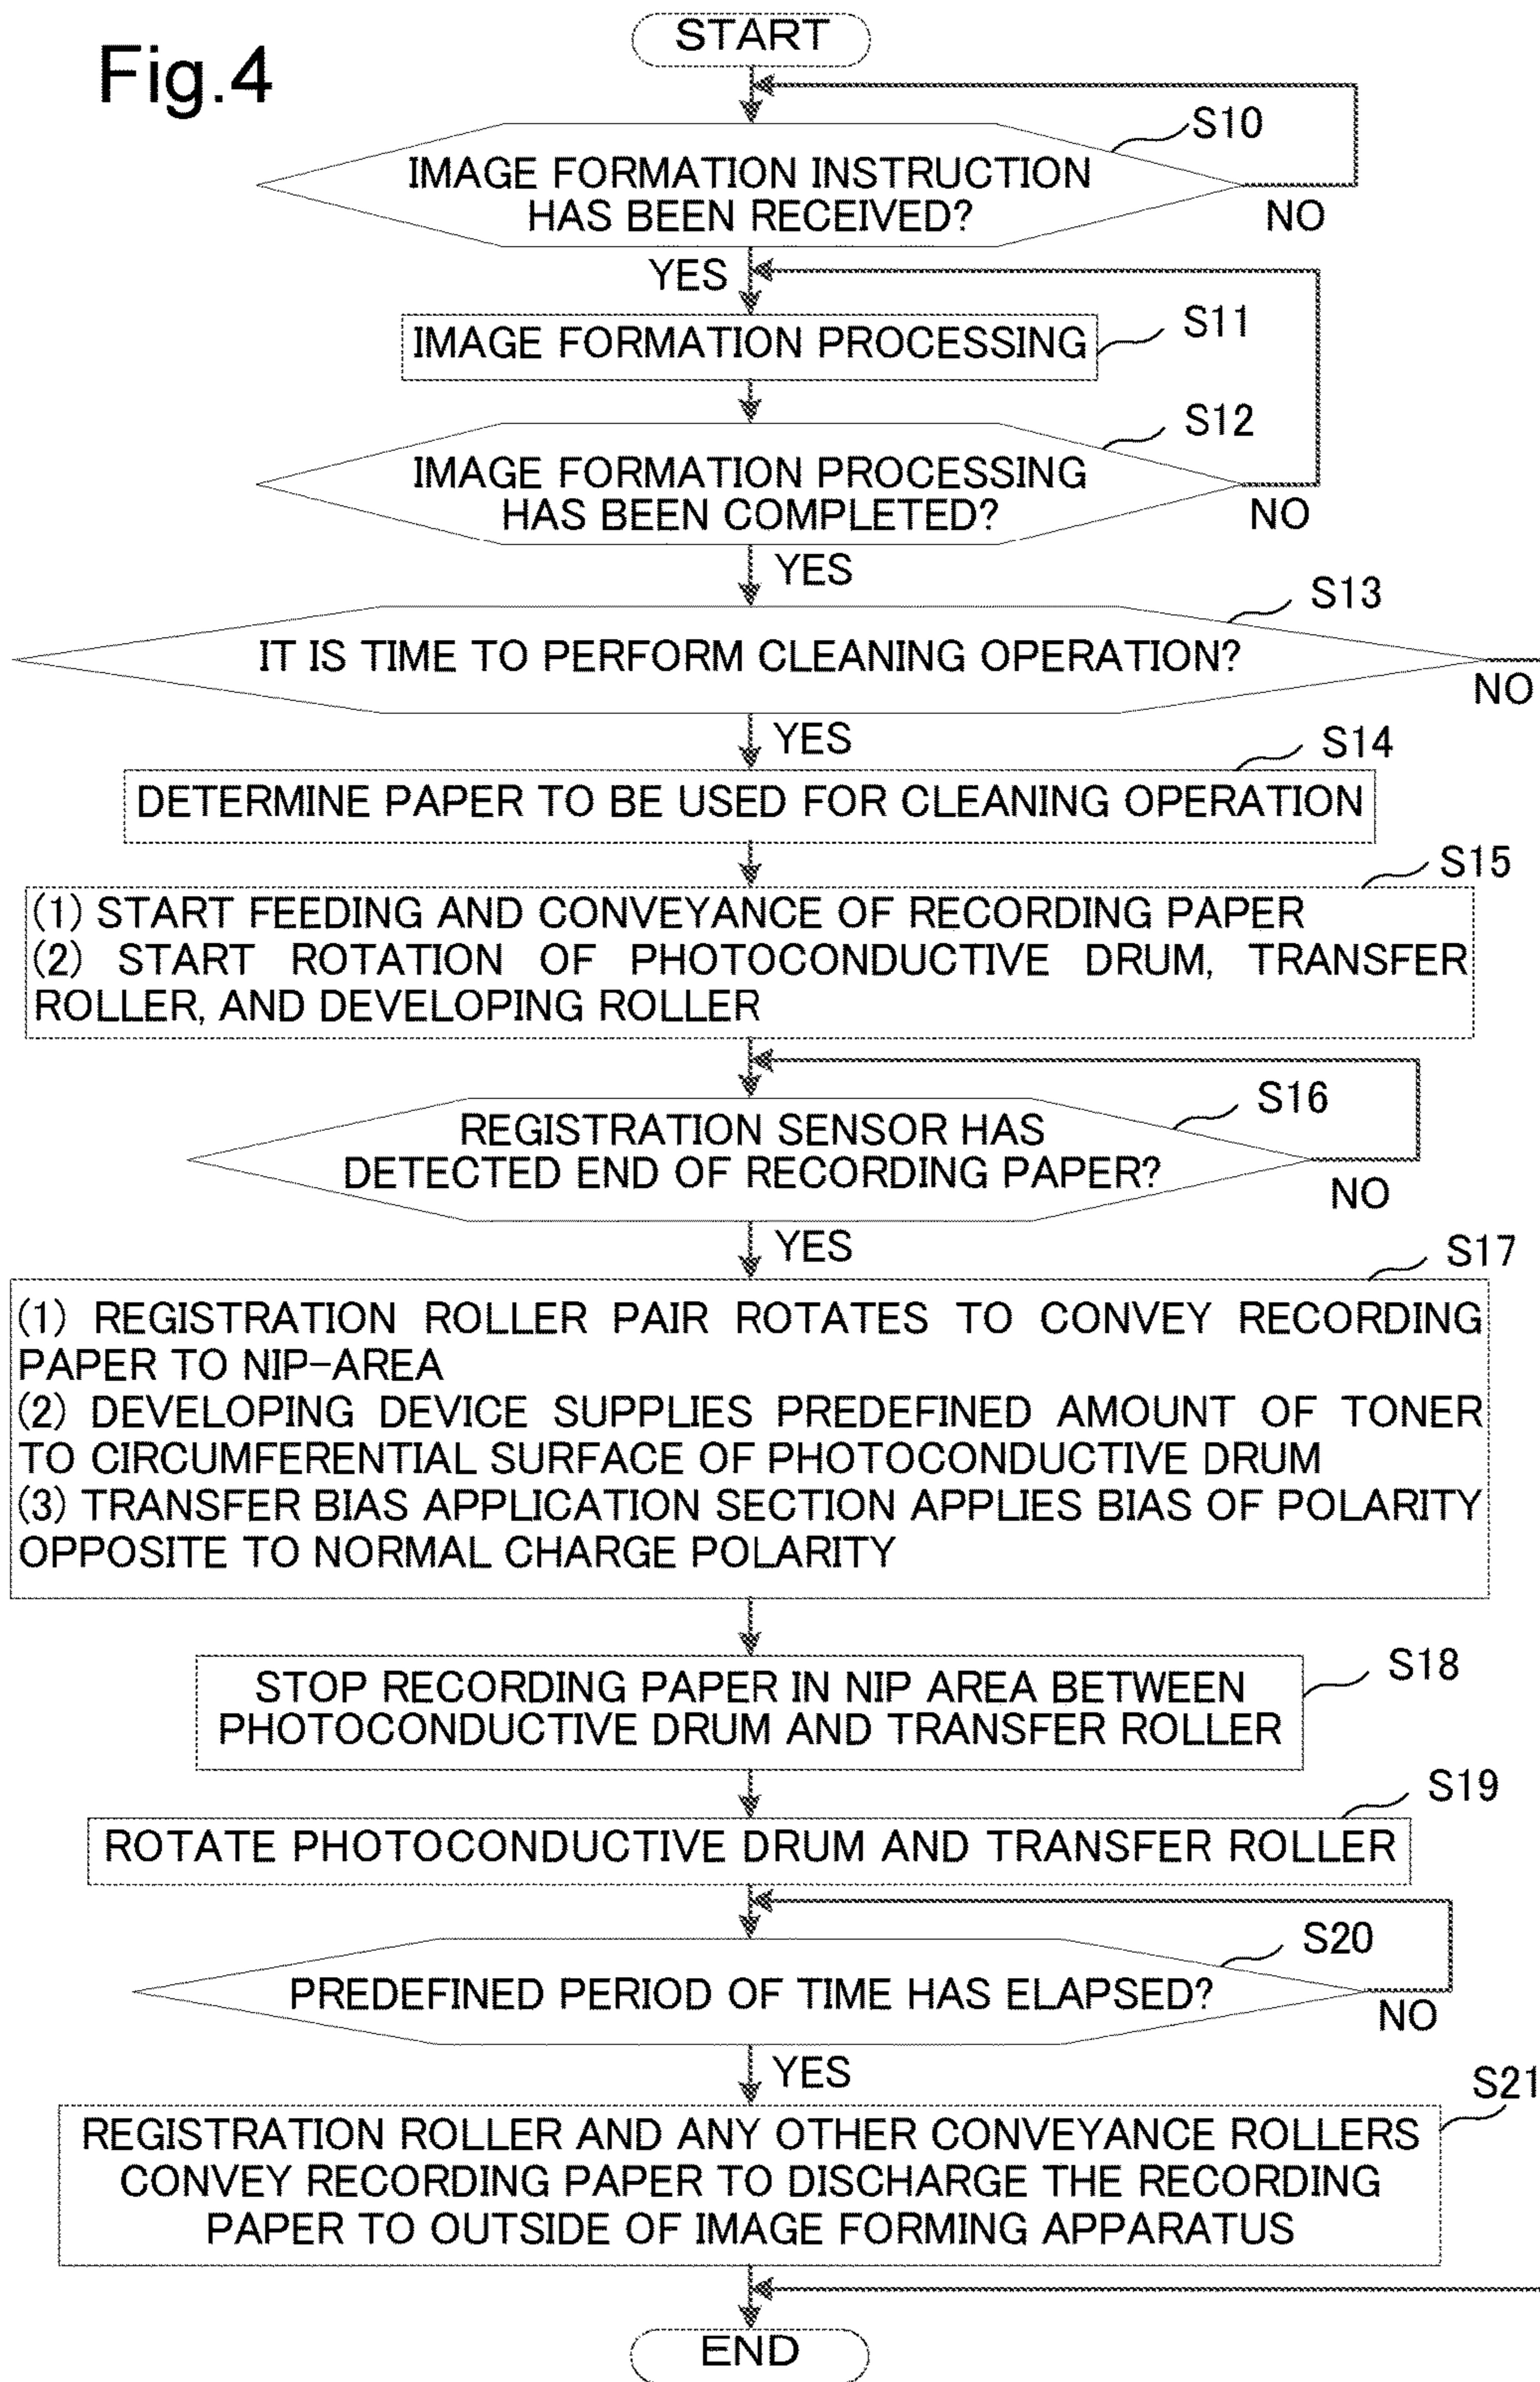 Fig.4
START
S10
IMAGE FORMATION INSTRUCTION
HAS BEEN RECEIVED?
NO
YES
S11
IMAGE FORMATION PROCESSING
S12
IMAGE FORMATION PROCESSING
HAS BEEN COMPLETED?
NO
YES
S13
IT IS TIME TO PERFORM CLEANING OPERATION?
NO
YES
S14
DETERMINE PAPER TO BE USED FOR CLEANING OPERATION
S15
(1) START FEEDING AND CONVEYANCE OF RECORDING PAPER
(2) START ROTATION OF PHOTOCONDUCTIVE DRUM, TRANSFER
ROLLER, AND DEVELOPING ROLLER
S16
REGISTRATION SENSOR HAS
DETECTED END OF RECORDING PAPER?
NO
YES
S17
(1) REGISTRATION ROLLER PAIR ROTATES TO CONVEY RECORDING
PAPER TO NIP-AREA
(2) DEVELOPING DEVICE SUPPLIES PREDEFINED AMOUNT OF TONER
TO CIRCUMFERENTIAL SURFACE OF PHOTOCONDUCTIVE DRUM
(3) TRANSFER BIAS APPLICATION SECTION APPLIES BIAS OF POLARITY
OPPOSITE TO NORMAL CHARGE POLARITY
S18
STOP RECORDING PAPER IN NIP AREA BETWEEN
PHOTOCONDUCTIVE DRUM AND TRANSFER ROLLER
S19
ROTATE PHOTOCONDUCTIVE DRUM AND TRANSFER ROLLER
S20
PREDEFINED PERIOD OF TIME HAS ELAPSED?
NO
YES
S21
REGISTRATION ROLLER AND ANY OTHER CONVEYANCE ROLLERS
CONVEY RECORDING PAPER TO DISCHARGE THE RECORDING
PAPER TO OUTSIDE OF IMAGE FORMING APPARATUS
END